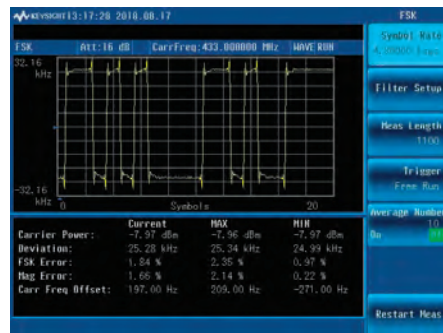 KEYSIGHT 13:17:28 2018.08.17
FSK
FSK Att:16 dB CarrFreq:433.000000 MHz WAVE RUN
Symbol Rate
32.16
kHz
Filter Setup
Meas Length
1100
Trigger
Free Run
-32.16
kHz 0 Symbols 20
Average Number
10
On
Current MAX MIN
Carrier Power: -7.97 dBm -7.96 dBm -7.97 dBm
Deviation: 25.28 kHz 25.34 kHz 24.99 kHz
FSK Error: 1.84 % 2.35 % 0.97 %
Mag Error: 1.66 % 2.14 % 0.22 %
Carr Freq Offset: 197.00 Hz 209.00 Hz -271.00 Hz
Restart Meas